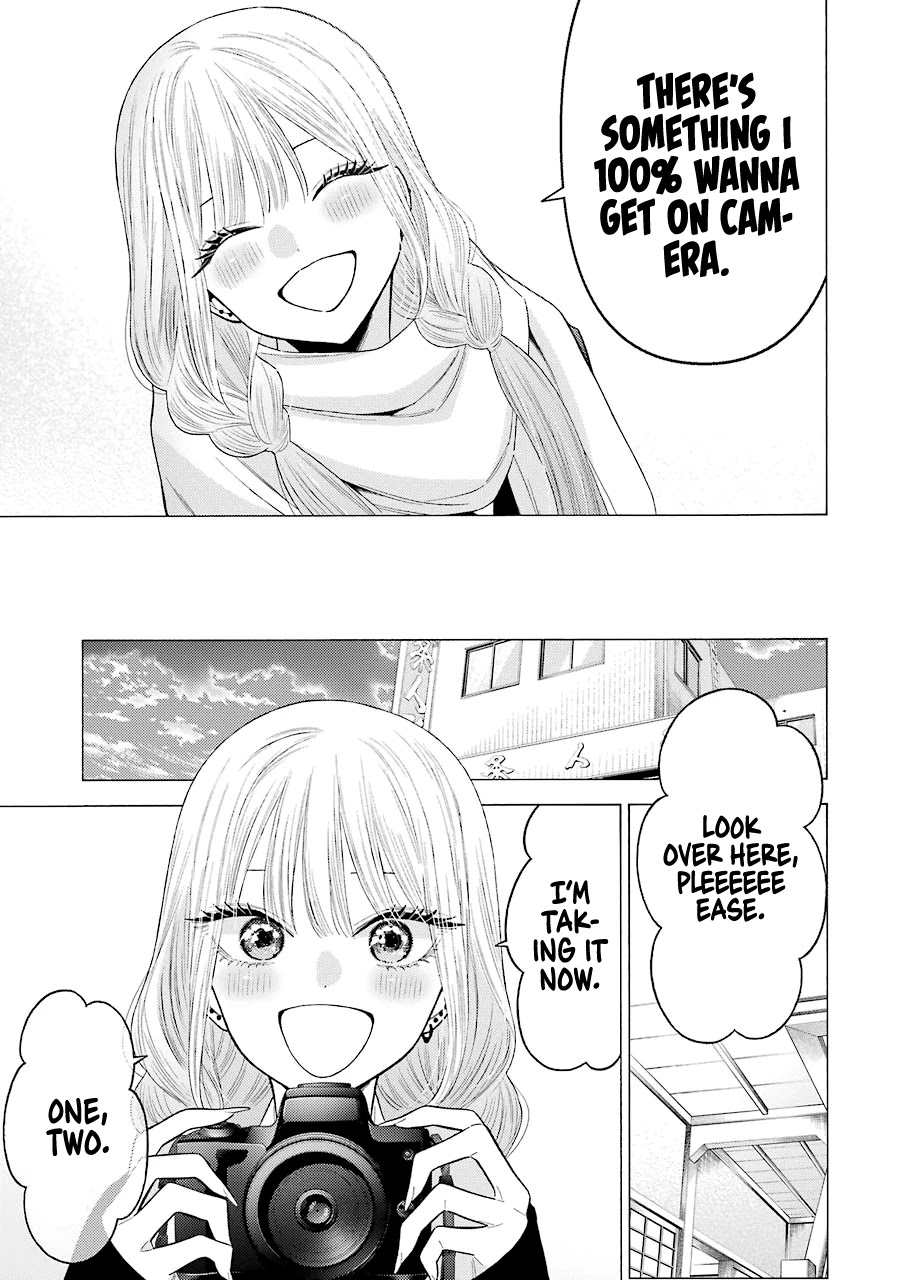 THERE'S
SOMETHING I
100% WANNA
GET ON CAM-
ERA.
LOOK
OVER HERE,
PLEEEEEE
EASE.
I'M
TAK-
ING IT
NOW.
ONE,
TWO.